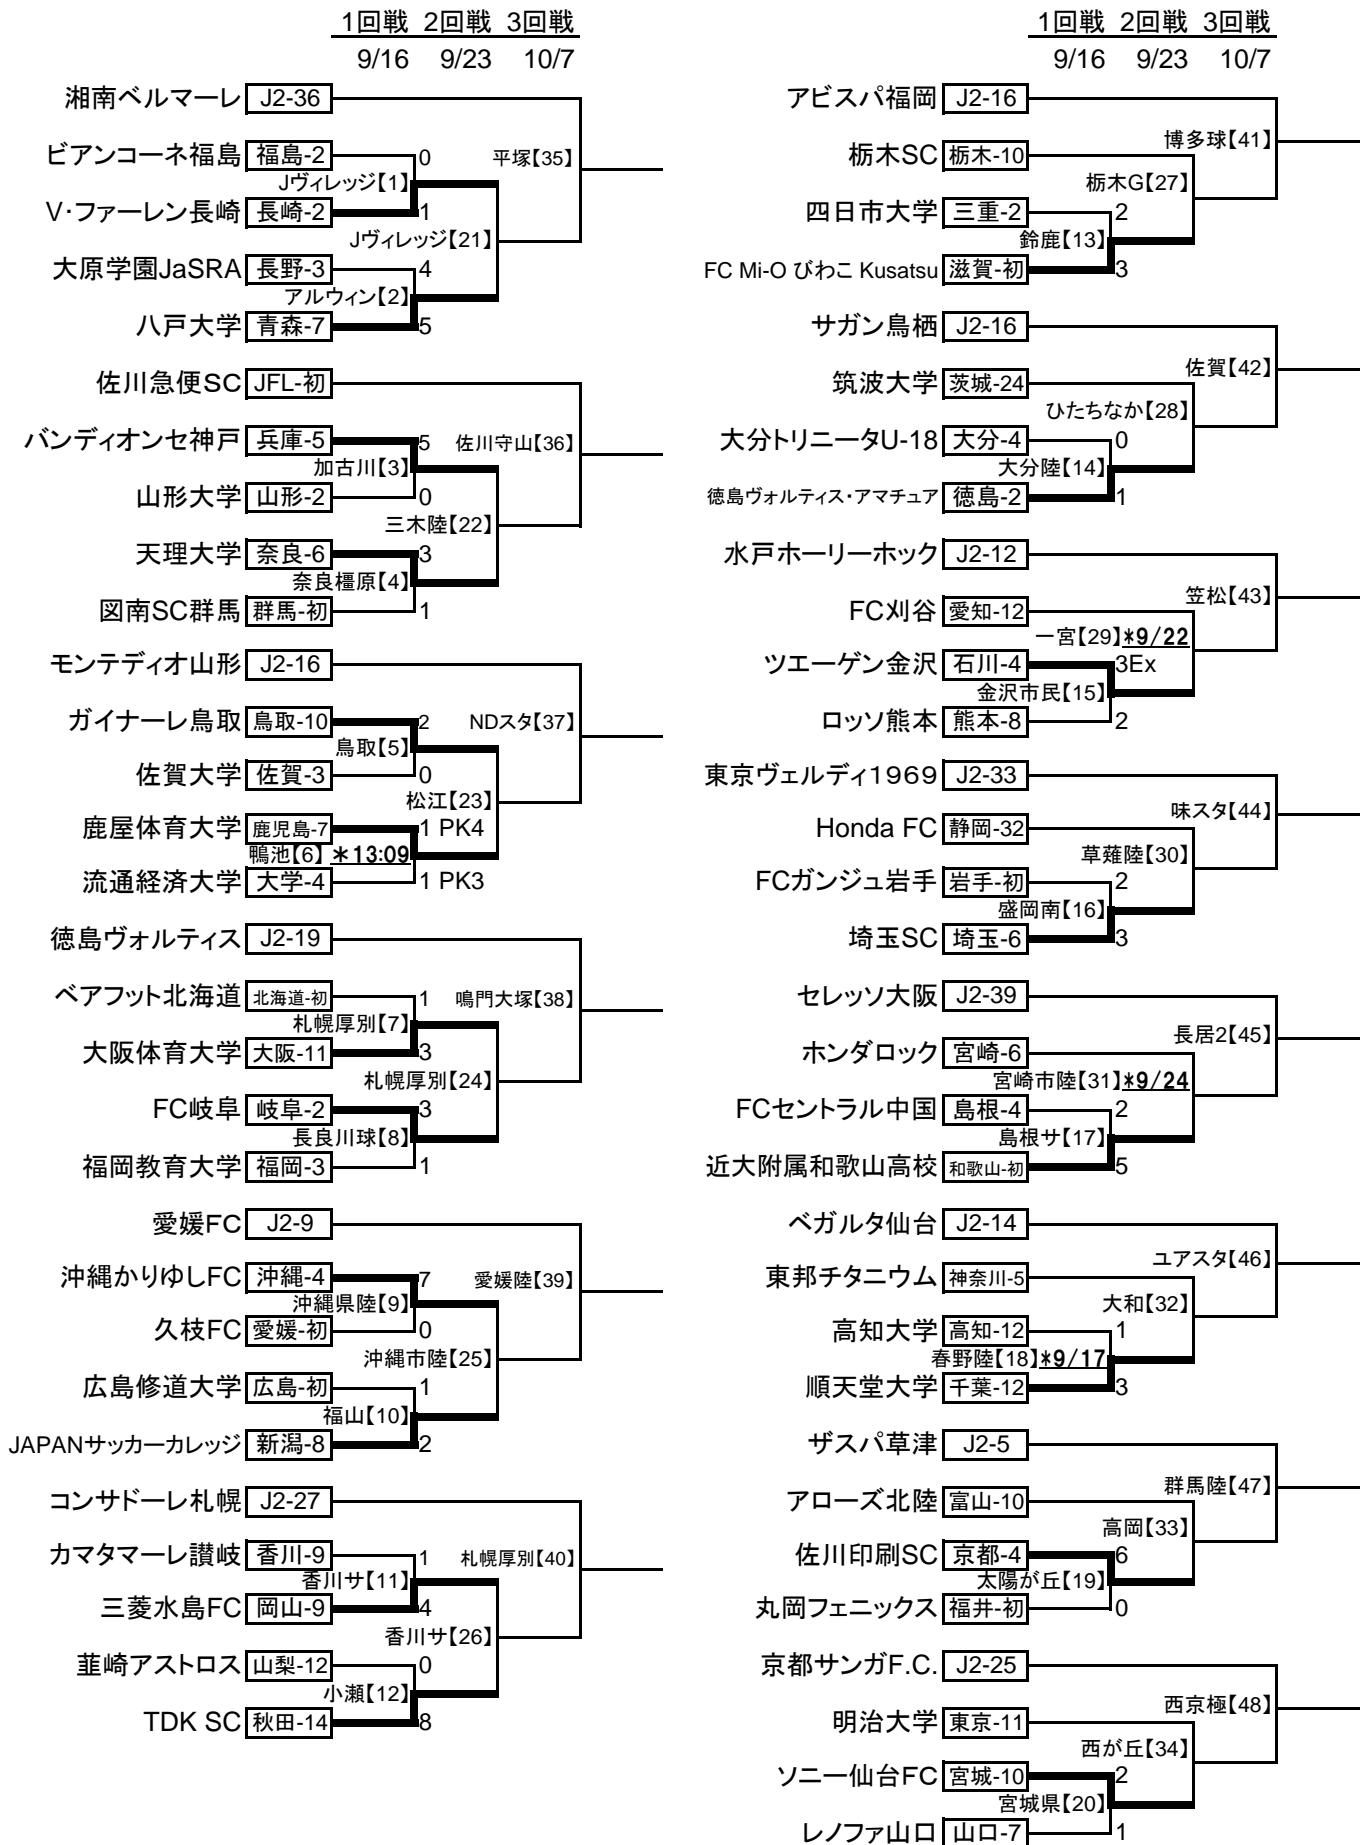 1回戦 2回戦 3回戦
9/16 9/23 10/7
湘南ベルマーレ J2-36
ビアンコーネ福島 福島-2 0 平塚【35】
Jヴィレッジ【1】
V・ファーレン長崎 長崎-2 1
Jヴィレッジ【21】
大原学園JaSRA 長野-3 4
アルウィン【2】
八戸大学 青森-7 5
佐川急便SC JFL-初
バンディオンセ神戸 兵庫-5 5 佐川守山【36】
加古川【3】
山形大学 山形-2 0
三木陸【22】
天理大学 奈良-6 3
奈良橿原【4】
図南SC群馬 群馬-初 1
モンテディオ山形 J2-16
ガイナーレ鳥取 鳥取-10 2 NDスタ【37】
鳥取【5】
佐賀大学 佐賀-3 0
松江【23】
鹿屋体育大学 鹿児島-7 1 PK4
鴨池【6】 *13:09
流通経済大学 大学-4 1 PK3
徳島ヴォルティス J2-19
ベアフット北海道 北海道-初 1 鳴門大塚【38】
札幌厚別【7】
大阪体育大学 大阪-11 3
札幌厚別【24】
FC岐阜 岐阜-2 3
長良川球【8】
福岡教育大学 福岡-3 1
愛媛FC J2-9
沖縄かりゆしFC 沖縄-4 7 愛媛陸【39】
沖縄県陸【9】
久枝FC 愛媛-初 0
沖縄市陸【25】
広島修道大学 広島-初 1
福山【10】
JAPANサッカーカレッジ 新潟-8 2
コンサドーレ札幌 J2-27
カマタマーレ讃岐 香川-9 1 札幌厚別【40】
香川サ【11】
三菱水島FC 岡山-9 4
香川サ【26】
韮崎アストロス 山梨-12 0
小瀬【12】
TDK SC 秋田-14 8
1回戦 2回戦 3回戦
9/16 9/23 10/7
アビスパ福岡 J2-16
博多球【41】
栃木SC 栃木-10
栃木G【27】
四日市大学 三重-2 2
鈴鹿【13】
FC Mi-O びわこ Kusatsu 滋賀-初 3
サガン鳥栖 J2-16
佐賀【42】
筑波大学 茨城-24
ひたちなか【28】
大分トリニータU-18 大分-4 0
大分陸【14】
徳島ヴォルティス・アマチュア 徳島-2 1
水戸ホーリーホック J2-12
笠松【43】
FC刈谷 愛知-12
一宮【29】*9/22
ツエーゲン金沢 石川-4 3Ex
金沢市民【15】
ロッソ熊本 熊本-8 2
東京ヴェルディ1969 J2-33
味スタ【44】
Honda FC 静岡-32
草薙陸【30】
FCガンジュ岩手 岩手-初 2
盛岡南【16】
埼玉SC 埼玉-6 3
セレッソ大阪 J2-39
長居2【45】
ホンダロック 宮崎-6
宮崎市陸【31】*9/24
FCセントラル中国 島根-4 2
島根サ【17】
近大附属和歌山高校 和歌山-初 5
ベガルタ仙台 J2-14
ユアスタ【46】
東邦チタニウム 神奈川-5
大和【32】
高知大学 高知-12 1
春野陸【18】*9/17
順天堂大学 千葉-12 3
ザスパ草津 J2-5
群馬陸【47】
アローズ北陸 富山-10
高岡【33】
佐川印刷SC 京都-4 6
太陽が丘【19】
丸岡フェニックス 福井-初 0
京都サンガF.C. J2-25
西京極【48】
明治大学 東京-11
西が丘【34】
ソニー仙台FC 宮城-10 2
宮城県【20】
レノファ山口 山口-7 1